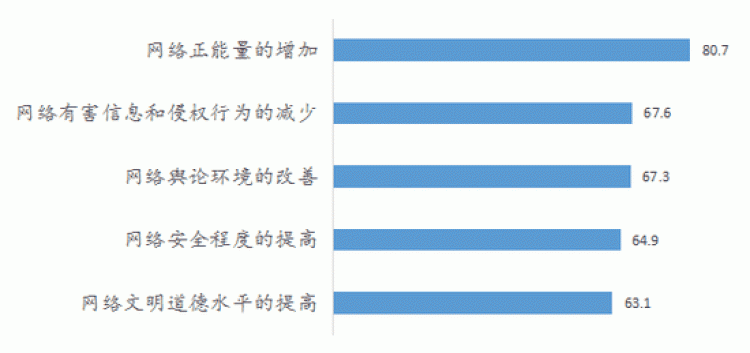 网络正能量的增加 80.7
网络有害信息和侵权行为的减少 67.6
网络舆论环境的改善 67.3
网络安全程度的提高 64.9
网络文明道德水平的提高 63.1